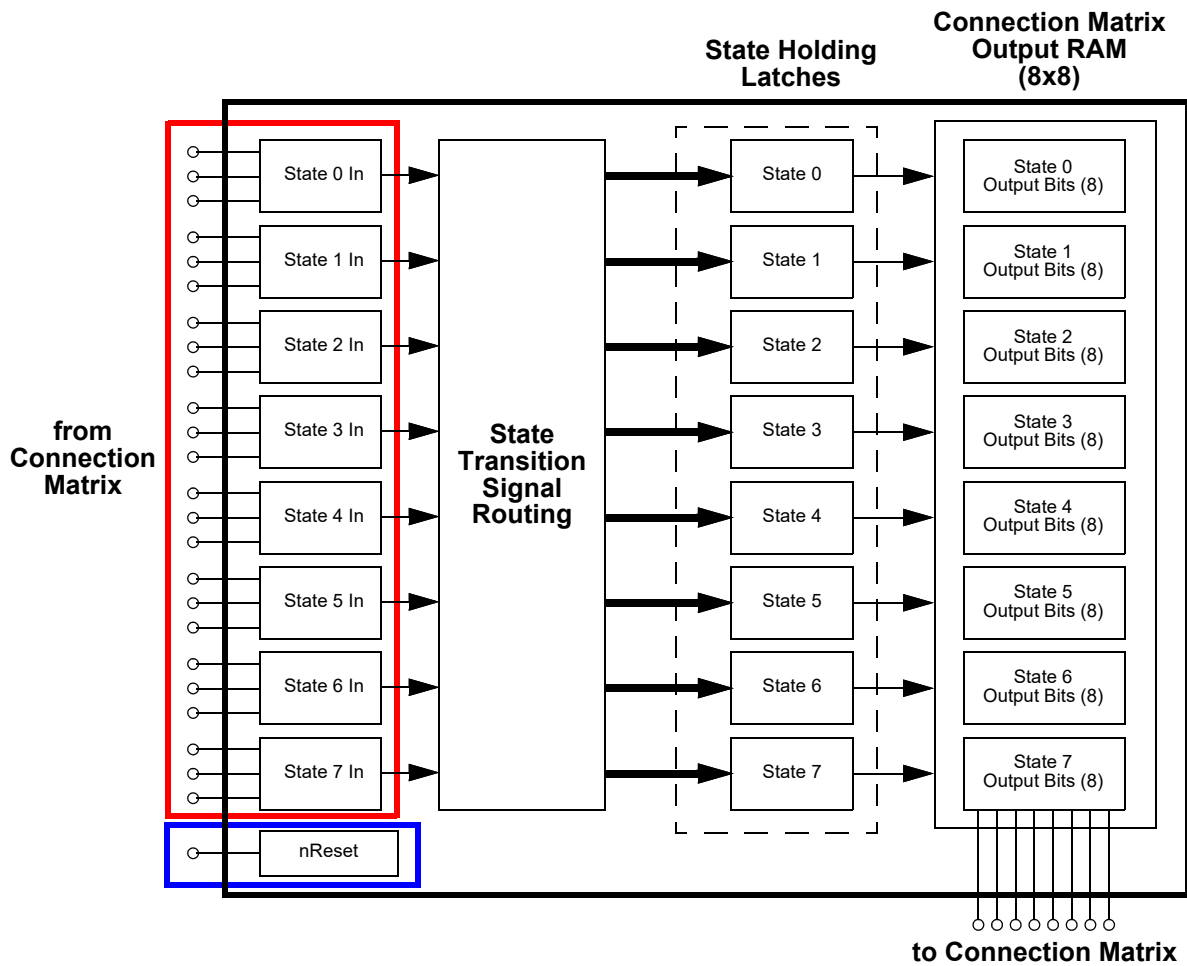 Connection Matrix
Output RAM
(8x8)
State Holding
Latches
from
Connection
Matrix
State 0 In
State 1 In
State 2 In
State 3 In
State 4 In
State 5 In
State 6 In
State 7 In
nReset
State
Transition
Signal
Routing
State 0
State 1
State 2
State 3
State 4
State 5
State 6
State 7
State 0
Output Bits (8)
State 1
Output Bits (8)
State 2
Output Bits (8)
State 3
Output Bits (8)
State 4
Output Bits (8)
State 5
Output Bits (8)
State 6
Output Bits (8)
State 7
Output Bits (8)
to Connection Matrix